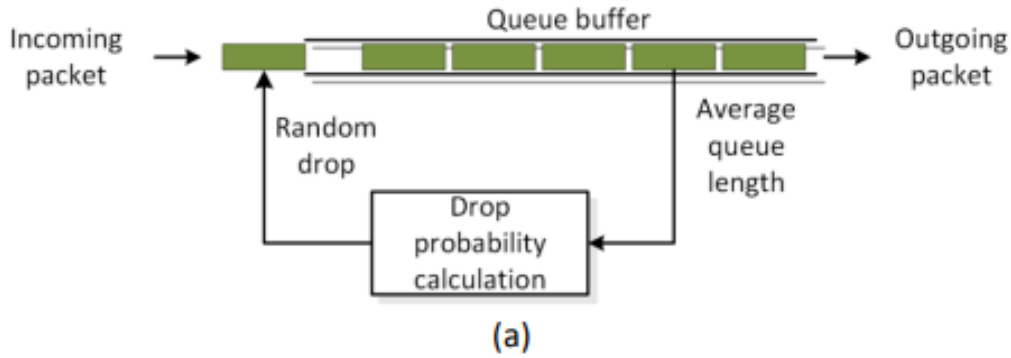 Queue buffer
Incoming
packet
Outgoing
packet
Random
drop
Average
queue
length
Drop
probability
calculation
(a)